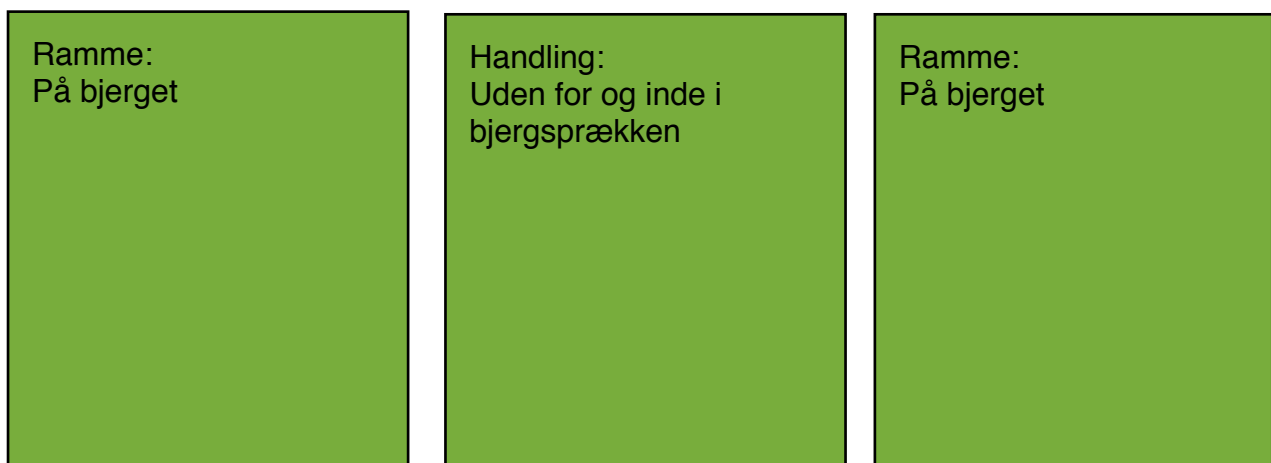 Ramme:
På bjerget
Handling:
Uden for og inde i
bjergsprækken
Ramme:
På bjerget